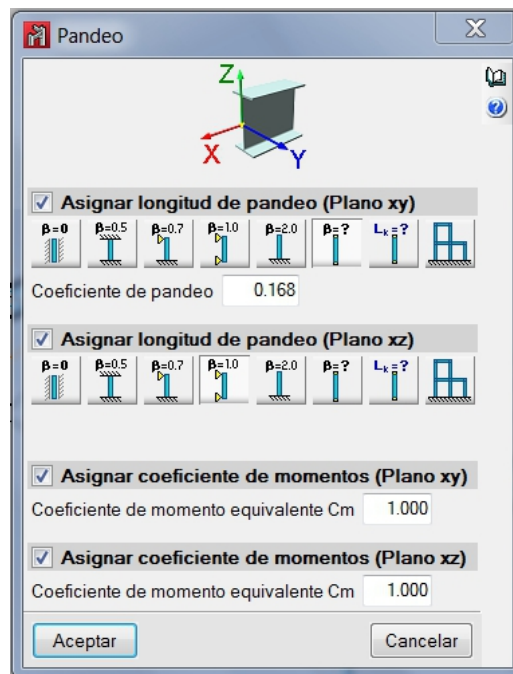 Pandeo
Z
X
Y
Asignar longitud de pandeo (Plano xy)
β=0 β=0.5 β=0.7 β=1.0 β=2.0 β=? Lk=?
Coeficiente de pandeo 0.168
Asignar longitud de pandeo (Plano xz)
β=0 β=0.5 β=0.7 β=1.0 β=2.0 β=? Lk=?
Asignar coeficiente de momentos (Plano xy)
Coeficiente de momento equivalente Cm 1.000
Asignar coeficiente de momentos (Plano xz)
Coeficiente de momento equivalente Cm 1.000
Aceptar Cancelar